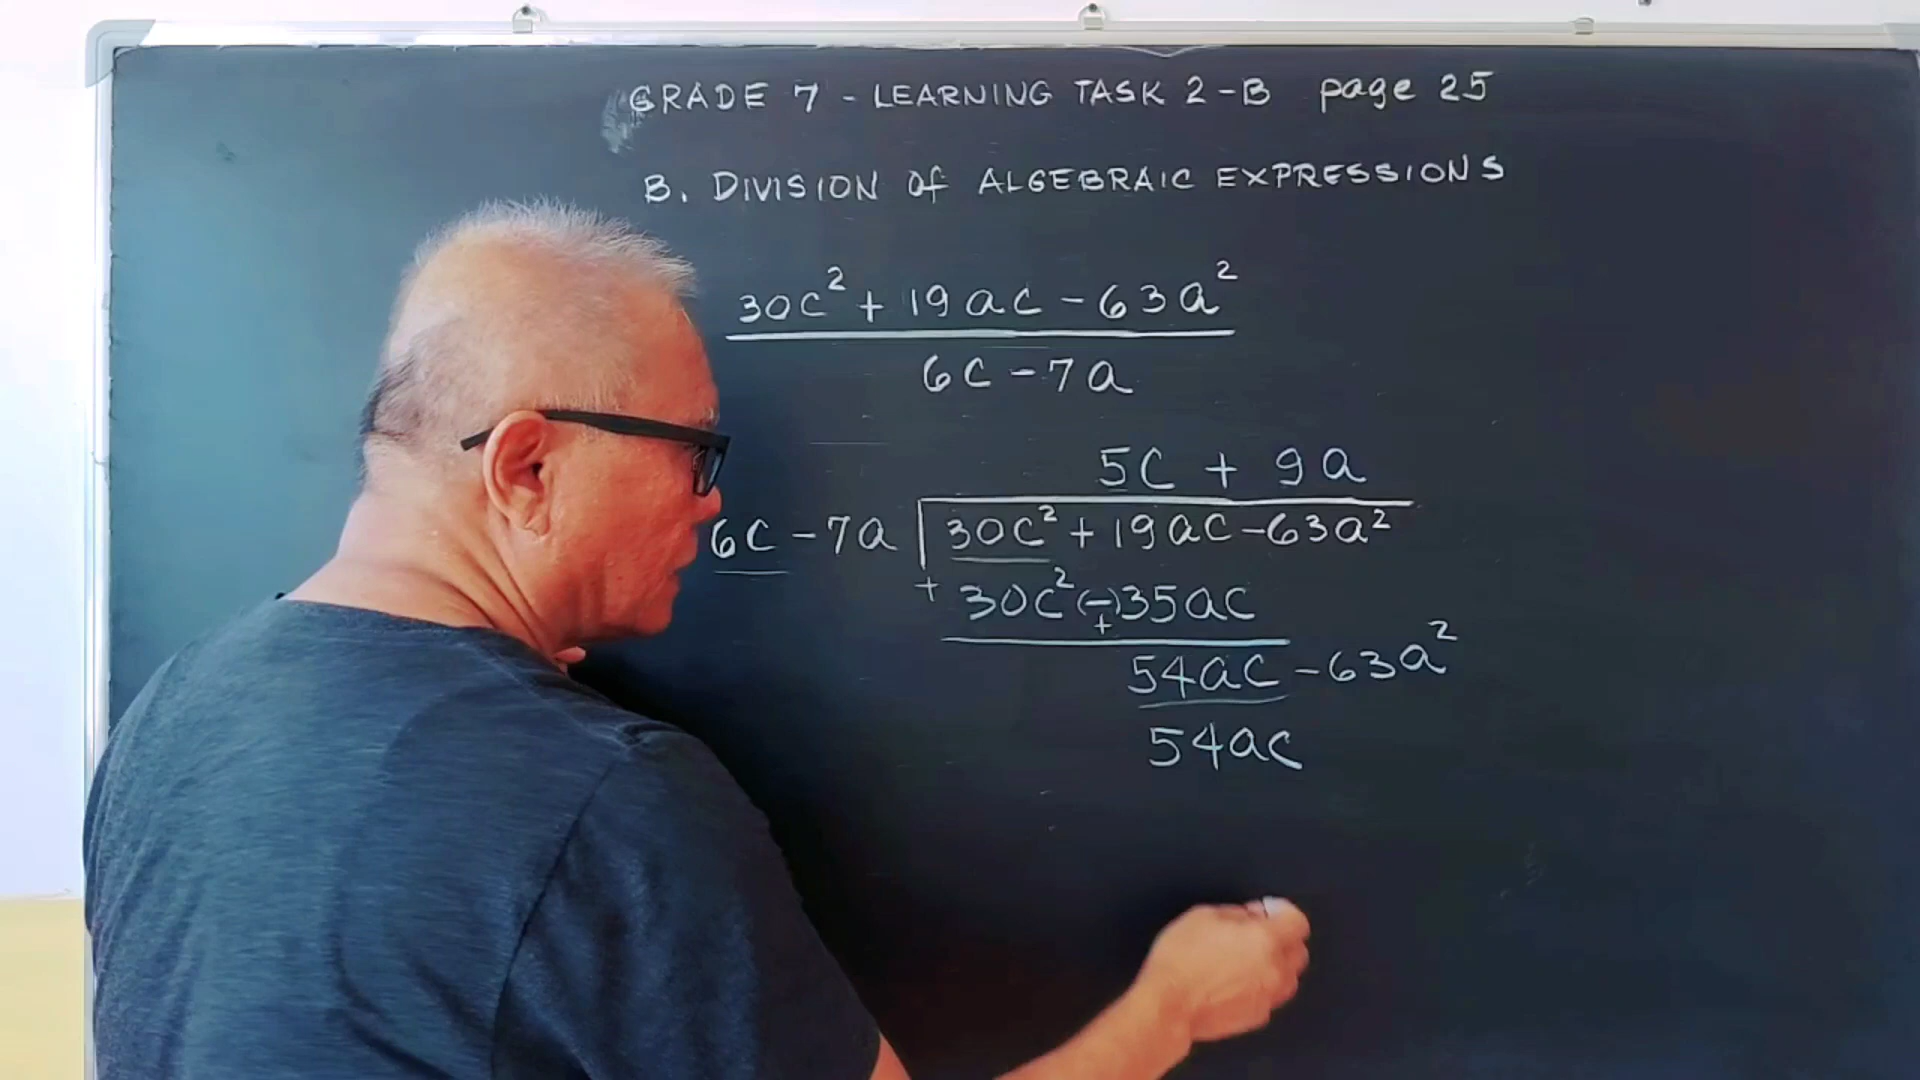 GRADE 7 - LEARNING TASK 2-B page 25
B. DIVISION of ALGEBRAIC EXPRESSIONS
30c² + 19ac - 63a²
6c - 7a
5c + 9a
6c - 7a 30c² + 19ac - 63a²
+ 30c² (-) 35ac
+
54ac - 63a²
54ac